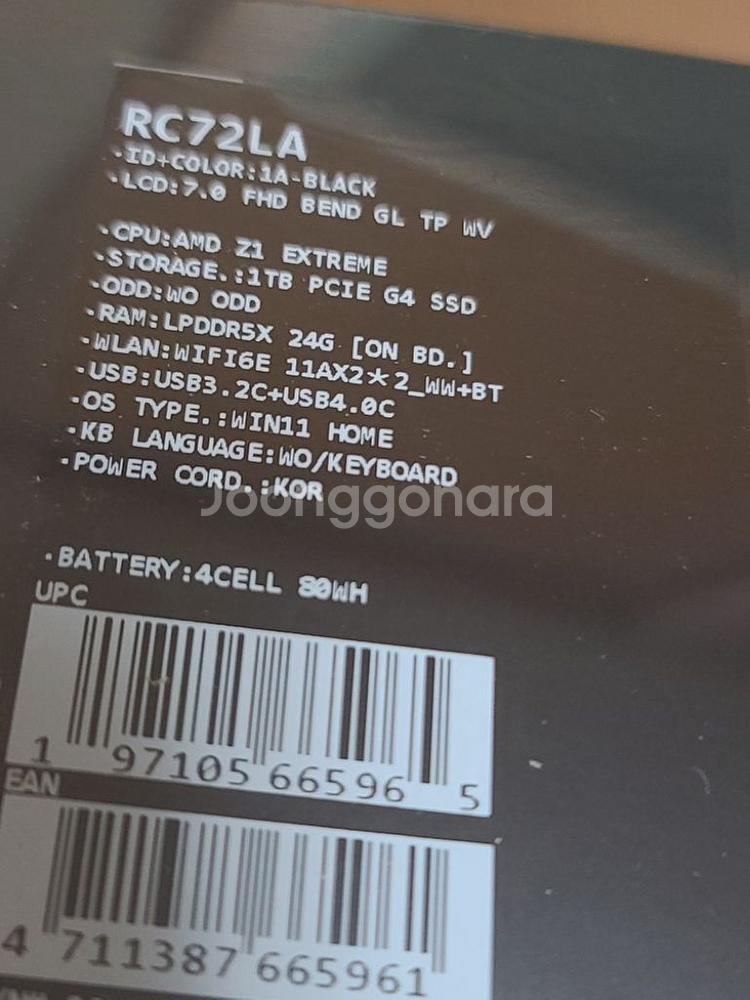 RC72LA
·ID+COLOR:1A-BLACK
·LCD:7.0 FHD BEND GL TP WV
·CPU:AMD Z1 EXTREME
·STORAGE.:1TB PCIE G4 SSD
·ODD:WO ODD
·RAM:LPDDR5X 24G [ON BD.]
·WLAN:WIFI6E 11AX2*2_WW+BT
·USB:USB3.2C+USB4.0C
·OS TYPE.:WIN11 HOME
·KB LANGUAGE:WO/KEYBOARD
·POWER CORD.:KOR
Joonggonara
·BATTERY:4CELL 80WH
UPC
1 97105 66596 5
EAN
4 711387 665961